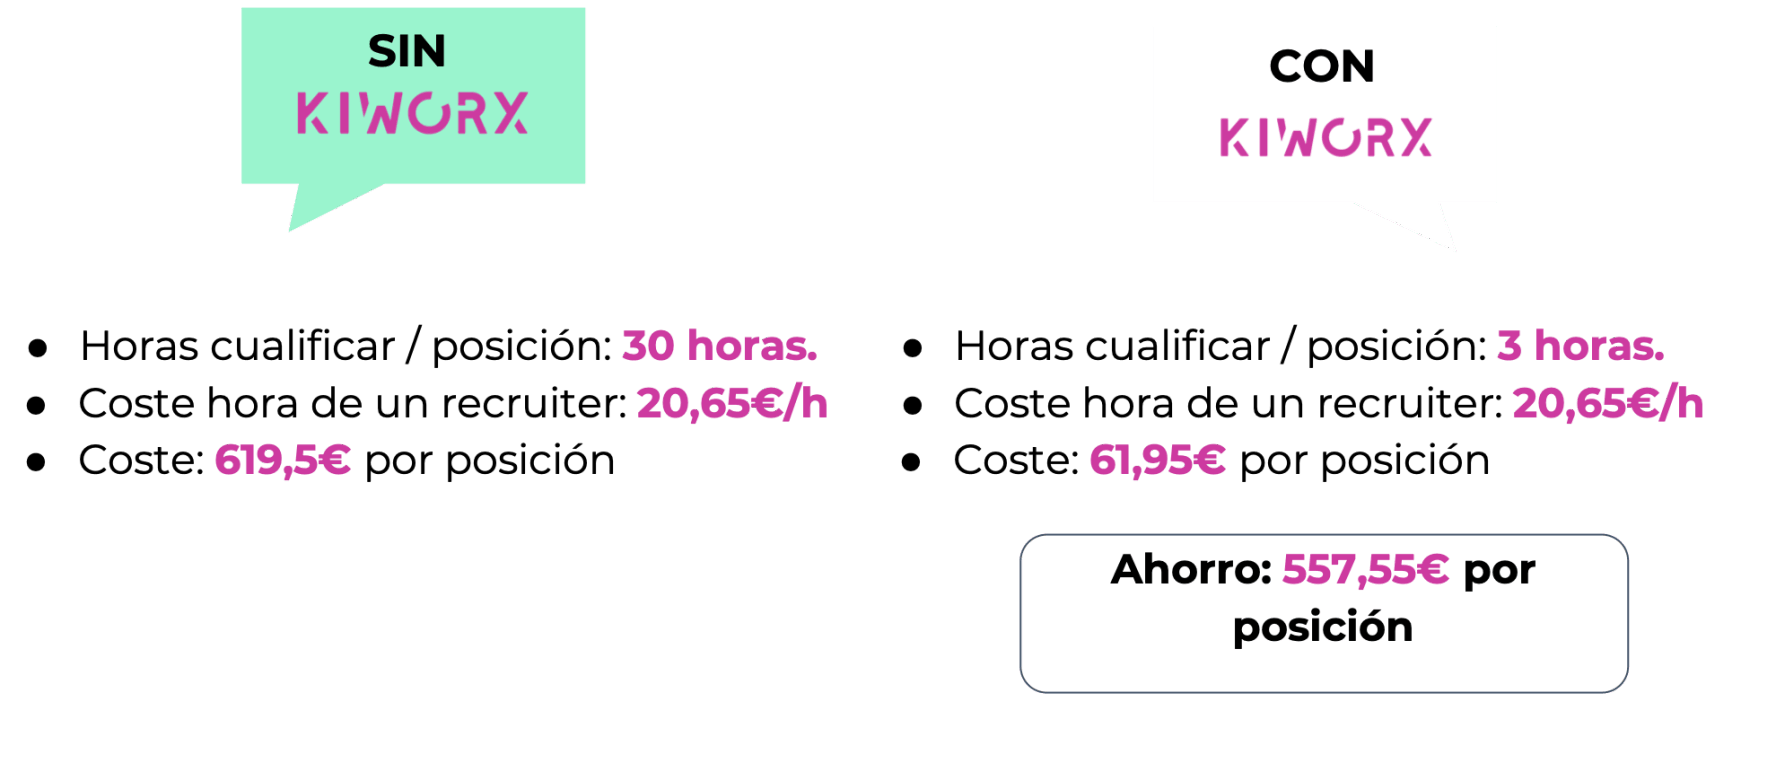 SIN
KIWORX
● Horas cualificar / posición: 30 horas.
● Coste hora de un recruiter: 20,65€/h
● Coste: 619,5€ por posición
CON
KIWORX
● Horas cualificar / posición: 3 horas.
● Coste hora de un recruiter: 20,65€/h
● Coste: 61,95€ por posición
Ahorro: 557,55€ por
posición